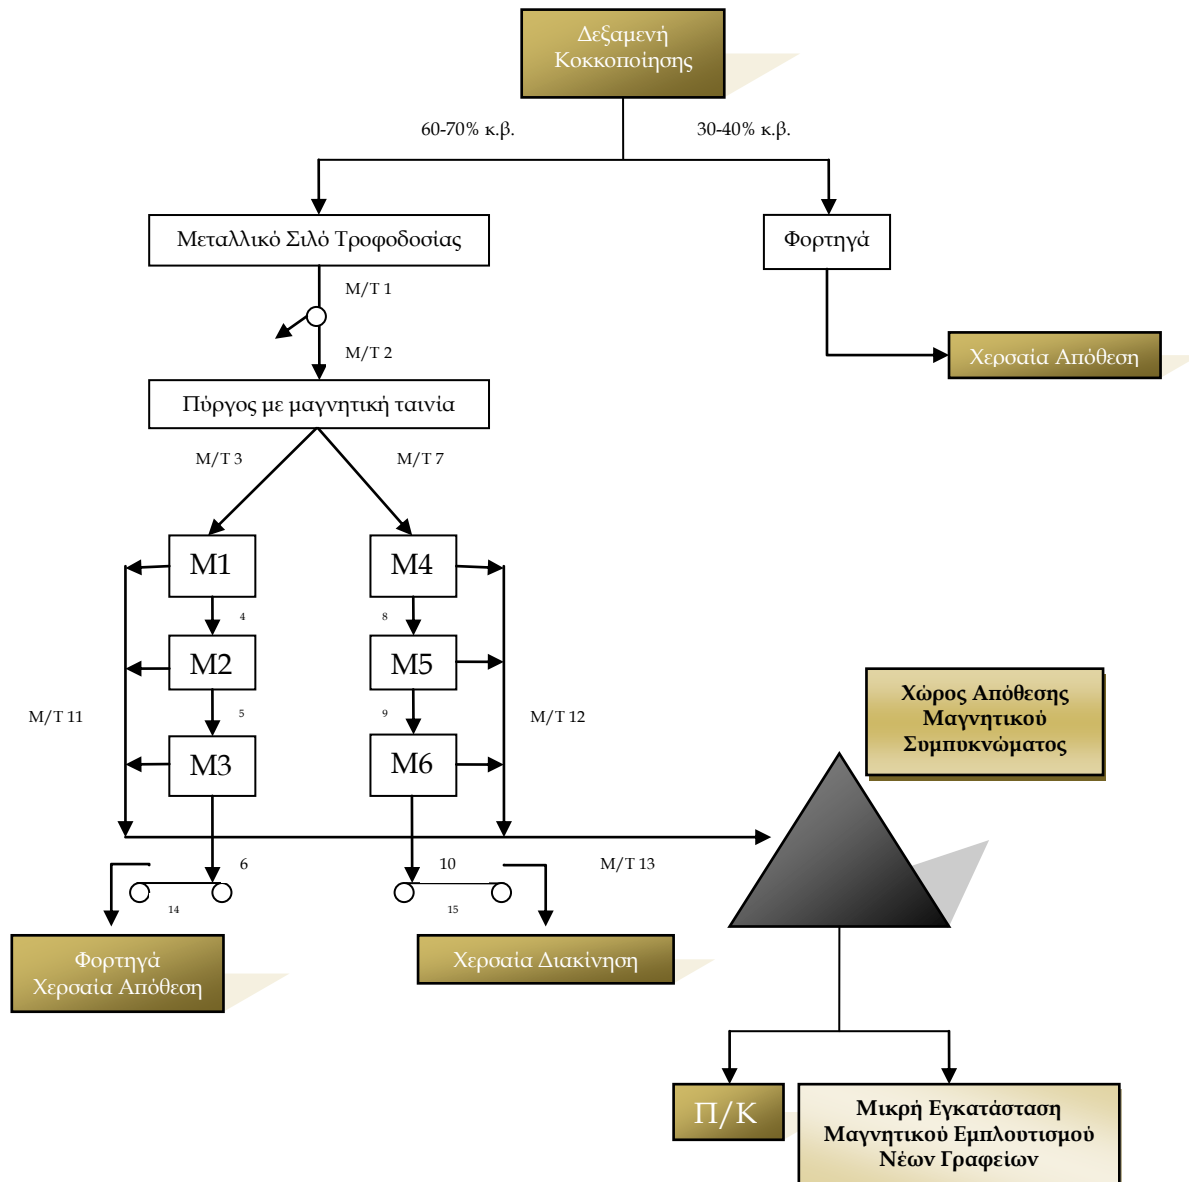 Δεξαμενή
Κοκκοποίησης
60-70% κ.β.
30-40% κ.β.
Μεταλλικό Σιλό Τροφοδοσίας
Φορτηγά
Μ/Τ 1
Μ/Τ 2
Χερσαία Απόθεση
Πύργος με μαγνητική ταινία
Μ/Τ 3
Μ/Τ 7
Μ1
Μ4
4
8
Μ2
Μ5
Μ/Τ 11
5
9
Μ/Τ 12
Μ3
Μ6
Χώρος Απόθεσης
Μαγνητικού
Συμπυκνώματος
6
10
Μ/Τ 13
14
15
Φορτηγά
Χερσαία Απόθεση
Χερσαία Διακίνηση
Π/Κ
Μικρή Εγκατάσταση
Μαγνητικού Εμπλουτισμού
Νέων Γραφείων